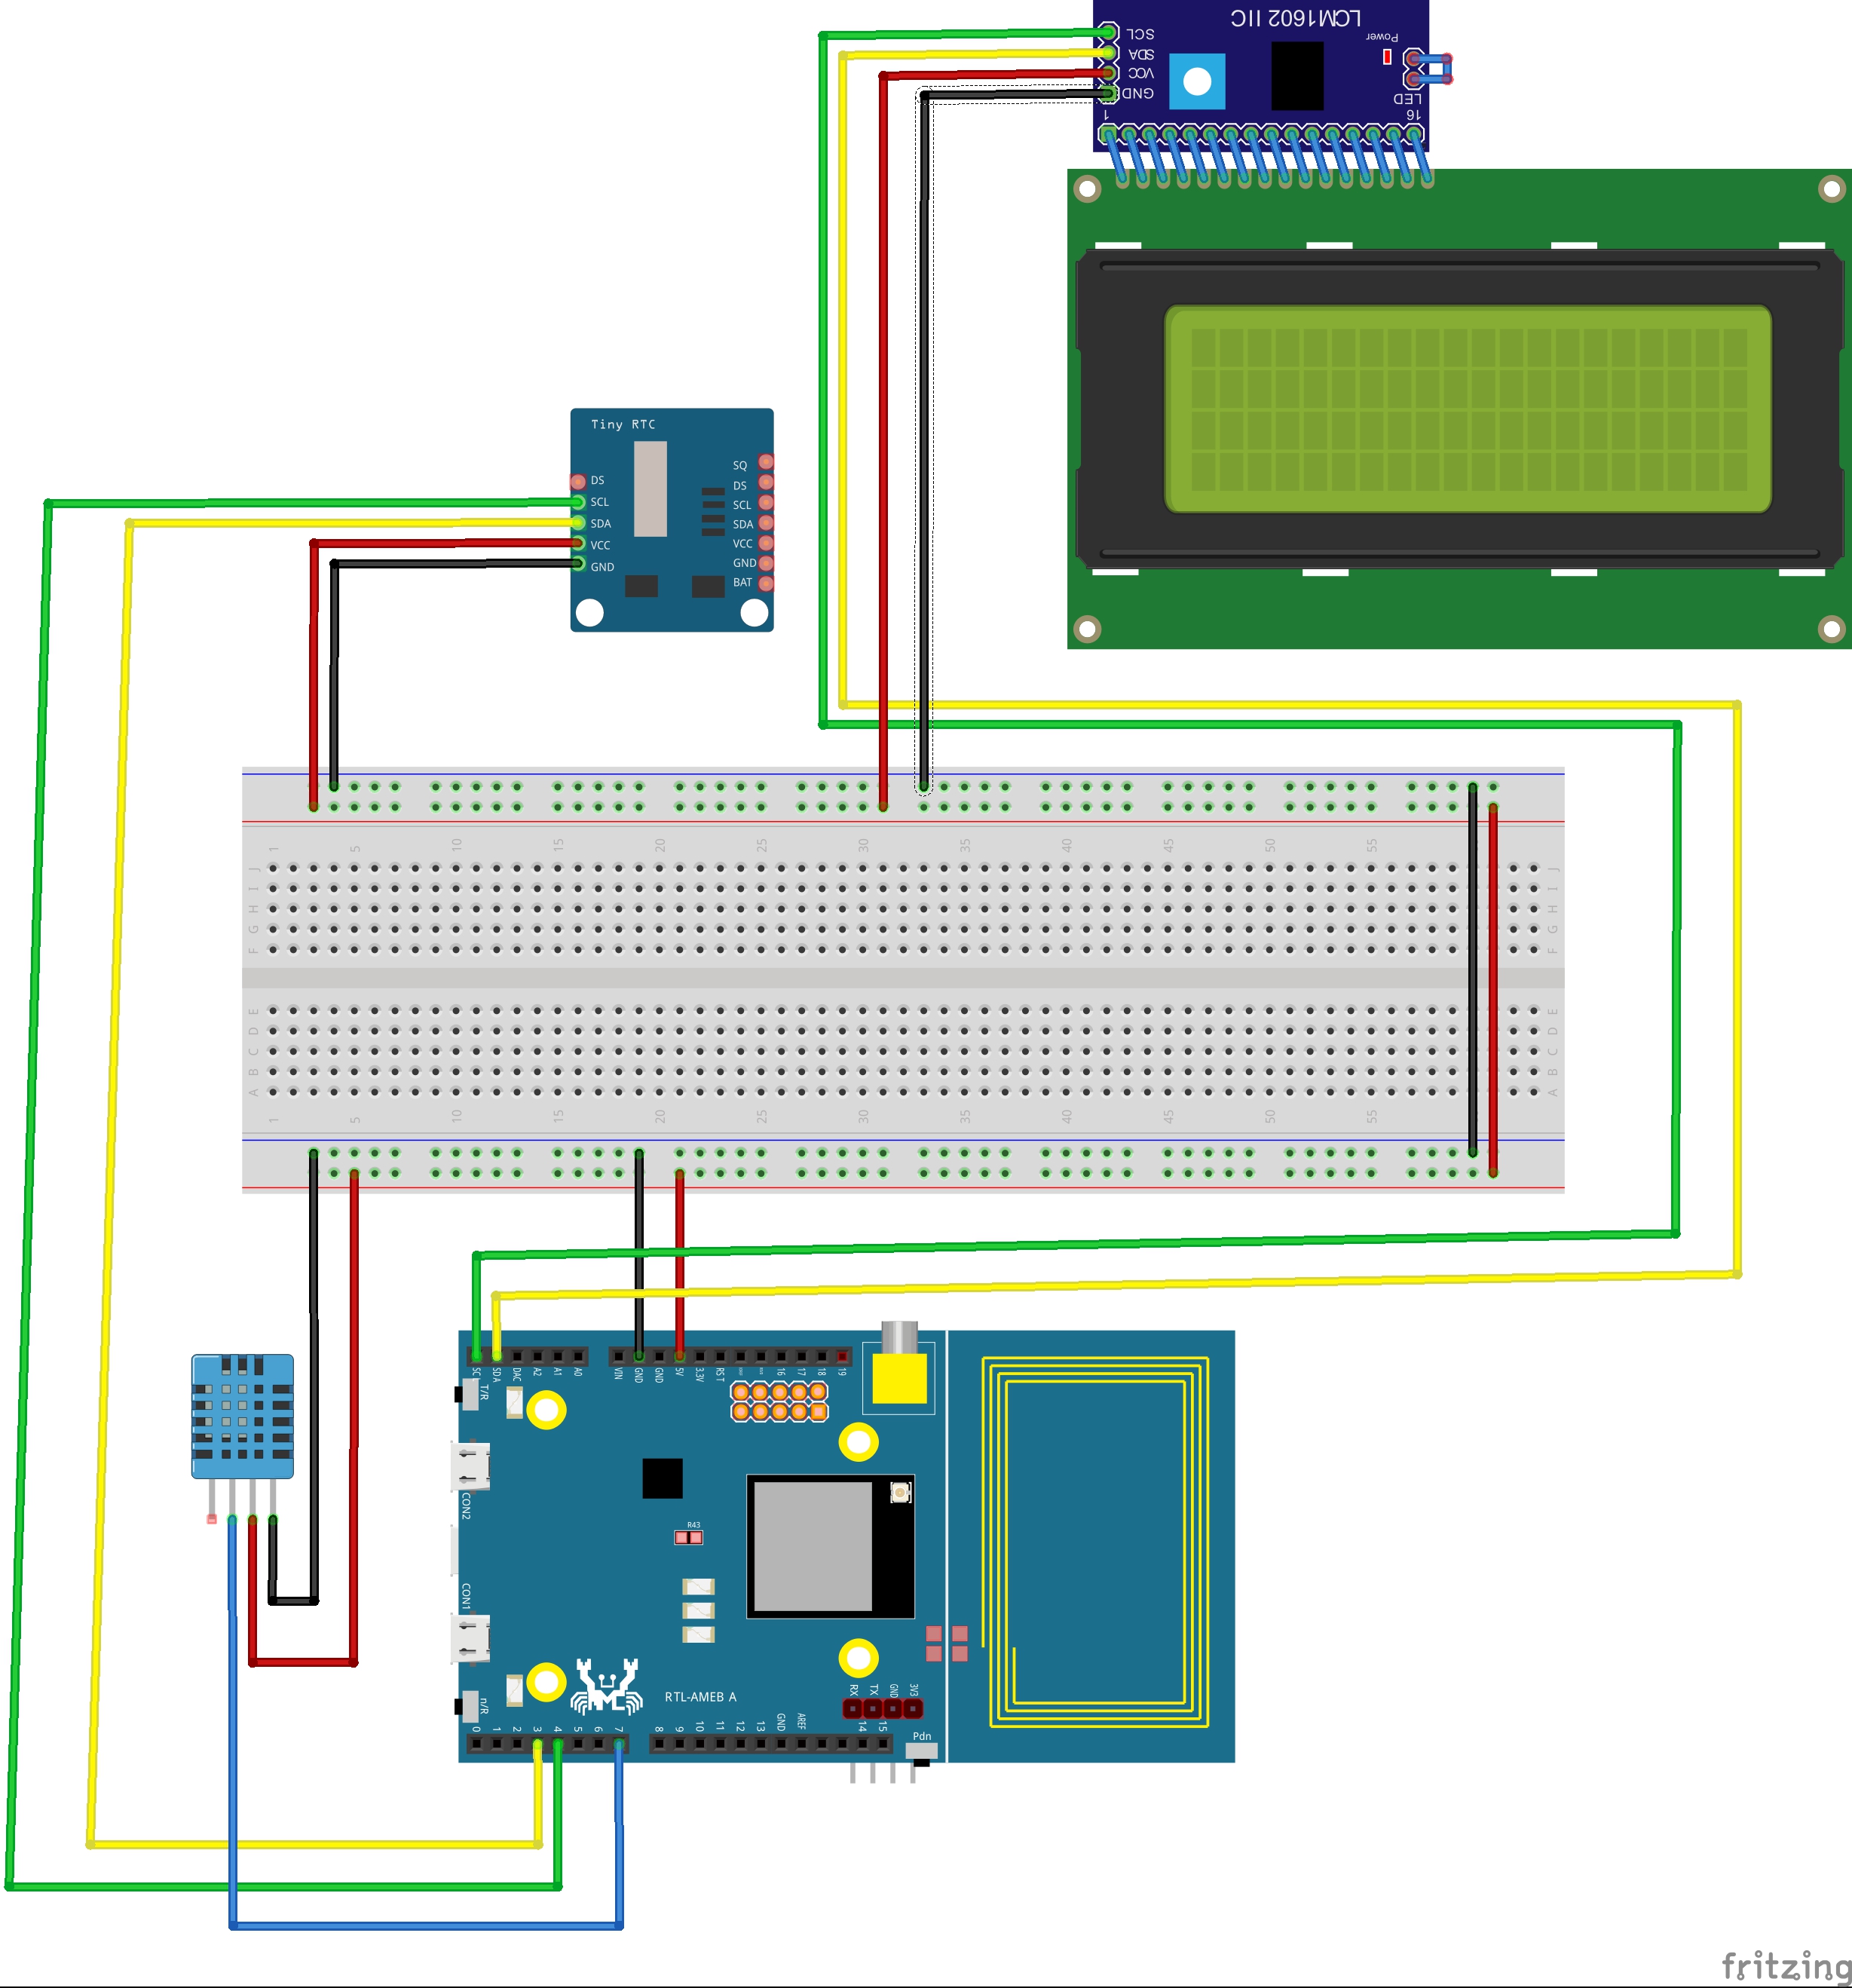 LCM1602 IIC
SCL
SDA
VCC
GND
Power
LED
1
16
Tiny RTC
DS
SCL
SDA
VCC
GND
SQ
DS
SCL
SDA
VCC
GND
BAT
1 5 10 15 20 25 30 35 40 45 50 55
J J
I I
H H
G G
F F
E E
D D
C C
B B
A A
1 5 10 15 20 25 30 35 40 45 50 55
SDA DAC A2 A1 A0 VIN GND GND 5V 3.3V RST 16 17 18 19
T/R
CON2
R43
CON1
RTL-AMEB A
RX TX GND 3V3
0 1 2 3 4 5 6 7 8 9 10 11 12 13 GND AREF 14 15
Pdn
fritzing